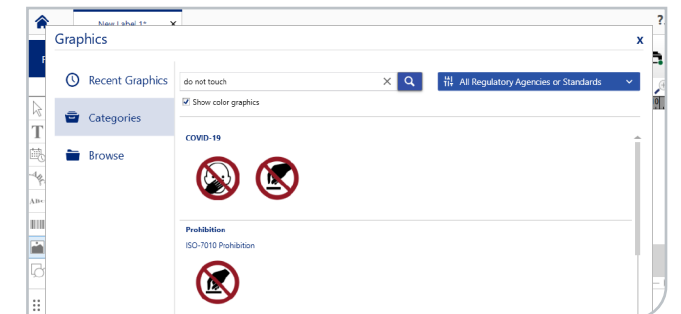 New Label 1*
X
?
Graphics
x
Recent Graphics
do not touch
All Regulatory Agencies or Standards
Show color graphics
Categories
Browse
COVID-19
Prohibition
ISO-7010 Prohibition
T